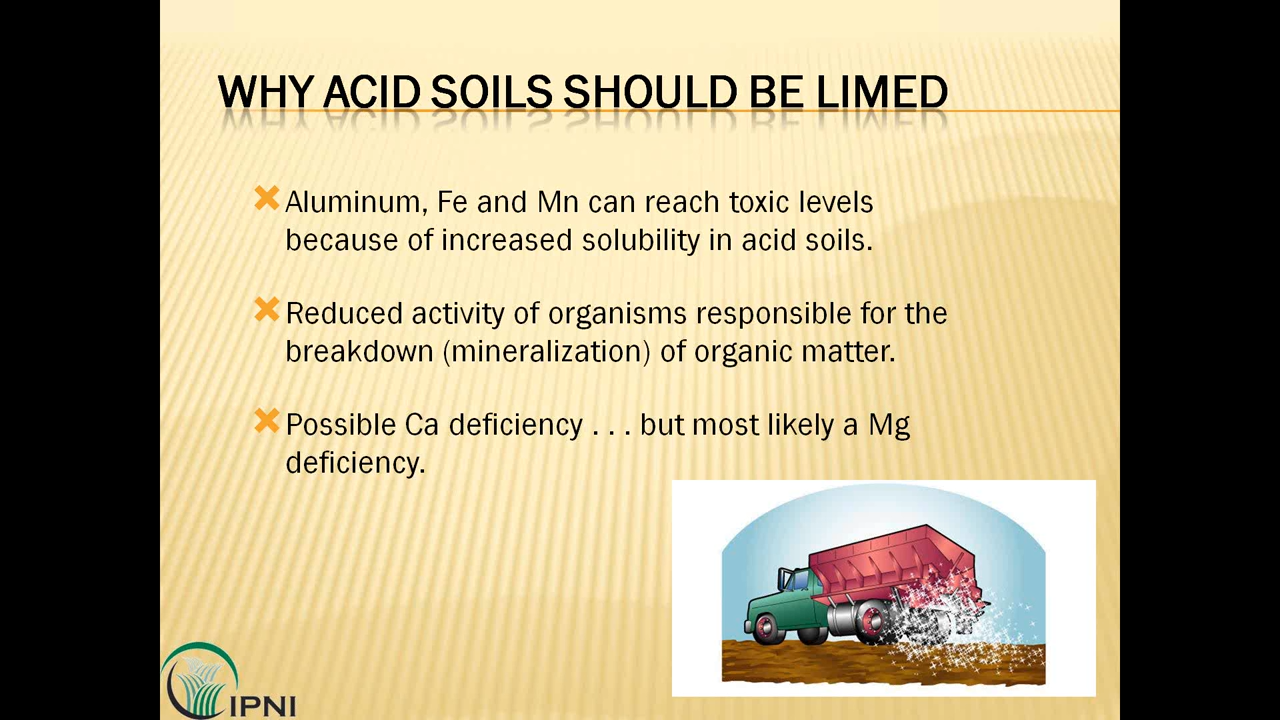 WHY ACID SOILS SHOULD BE LIMED
Aluminum, Fe and Mn can reach toxic levels
because of increased solubility in acid soils.
Reduced activity of organisms responsible for the
breakdown (mineralization) of organic matter.
Possible Ca deficiency . . . but most likely a Mg
deficiency.
IPNI